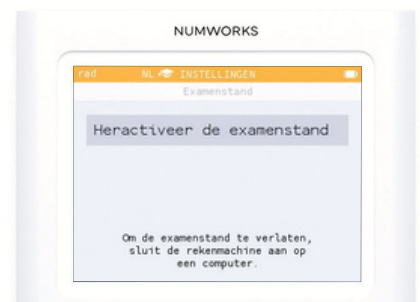 NUMWORKS
rad NL INSTELLINGEN
Examenstand
Heractiveer de examenstand
Om de examenstand te verlaten,
sluit de rekenmachine aan op
een computer.